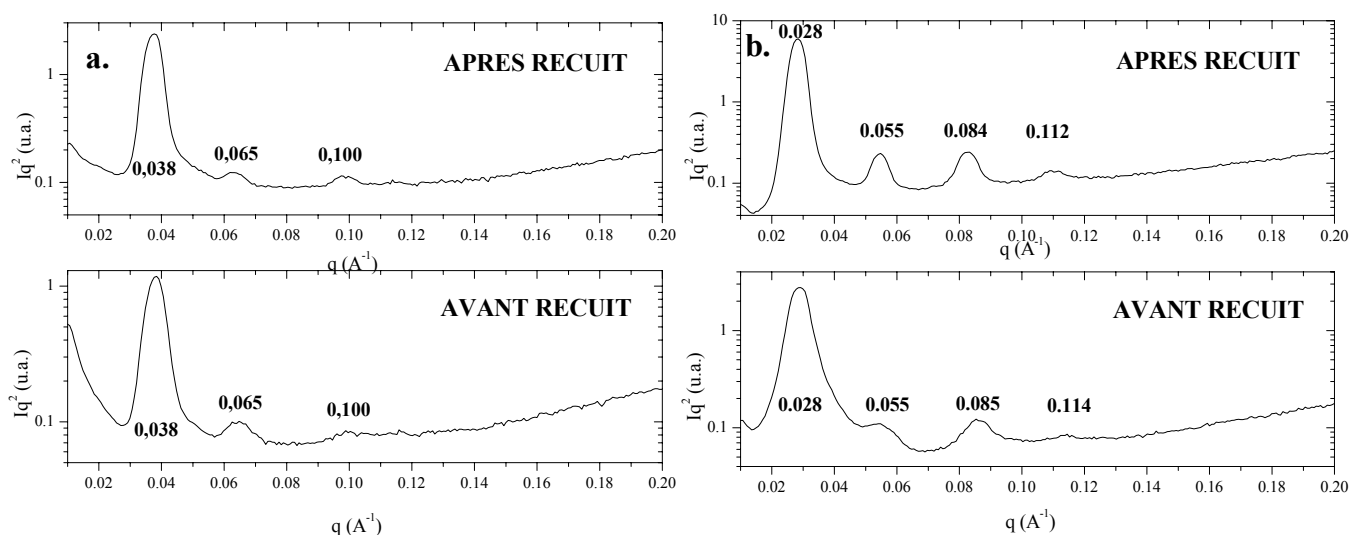 a.
APRES RECUIT
1
0.1
Iq² (u.a.)
0,038
0,065
0,100
0.02 0.04 0.06 0.08 0.10 0.12 0.14 0.16 0.18 0.20
q (A⁻¹)
AVANT RECUIT
1
0.1
Iq² (u.a.)
0,038
0,065
0,100
0.02 0.04 0.06 0.08 0.10 0.12 0.14 0.16 0.18 0.20
q (A⁻¹)
b.
APRES RECUIT
10
1
0.1
Iq² (u.a.)
0.028
0.055
0.084
0.112
0.02 0.04 0.06 0.08 0.10 0.12 0.14 0.16 0.18 0.20
q (A⁻¹)
AVANT RECUIT
1
0.1
Iq² (u.a.)
0.028
0.055
0.085
0.114
0.02 0.04 0.06 0.08 0.10 0.12 0.14 0.16 0.18 0.20
q (A⁻¹)